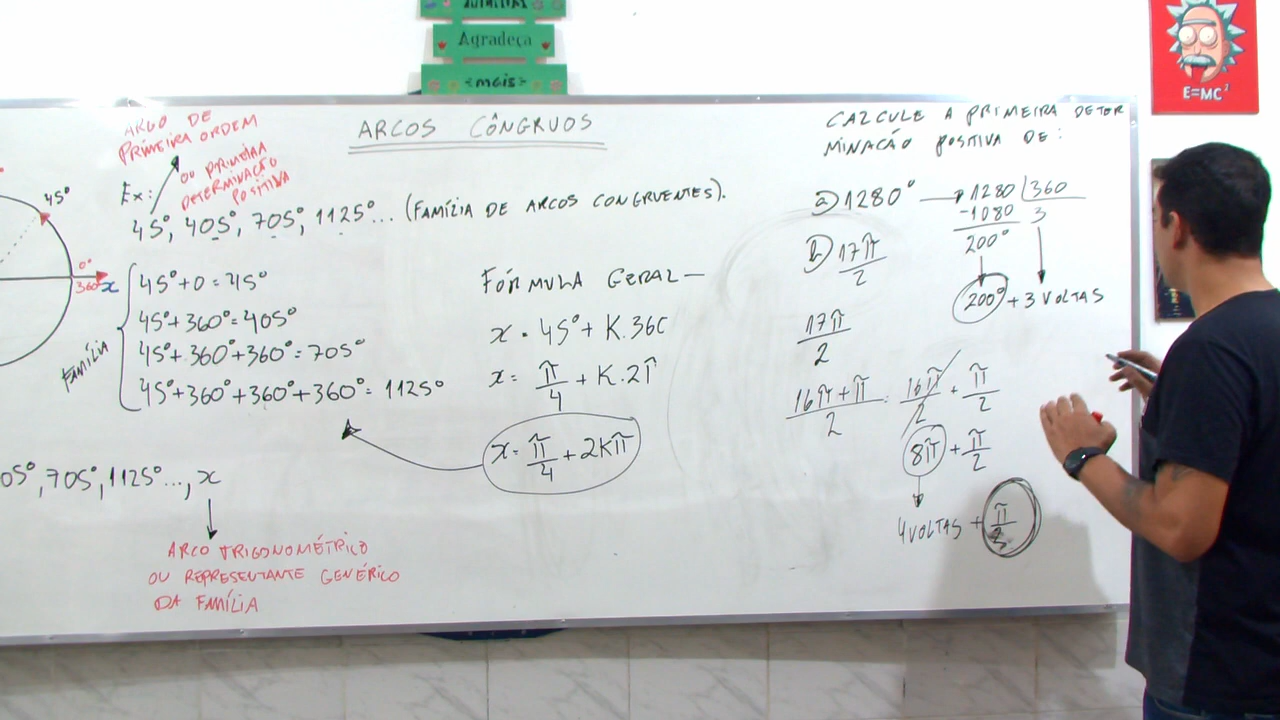 Agradeça
mais
E=MC²
ARCO DE
PRIMEIRA ORDEM
OU PRIMEIRA
DETERMINAÇÃO
POSITIVA
ARCOS CÔNGRUOS
Ex:
45°, 405°, 705°, 1125°... (FAMÍLIA DE ARCOS CONGRUENTES).
45°
0°
360°
x
FAMÍLIA
45°+0=45°
45°+360°=405°
45°+360°+360°=705°
45°+360°+360°+360°=1125°
05°, 705°, 1125°..., x
ARCO TRIGONOMÉTRICO
OU REPRESENTANTE GENÉRICO
DA FAMÍLIA
FÓRMULA GERAL—
x=45°+K.360
x=π/4+K.2π
x=π/4+2Kπ
CALCULE A PRIMEIRA DETER
MINACÃO POSITIVA DE:
a) 1280° → 1280 |360
-1080 3
200°
200° + 3 VOLTAS
b) 17π/2
17π/2
16π+π/2 = 16π/2 + π/2
8π + π/2
4 VOLTAS + π/2